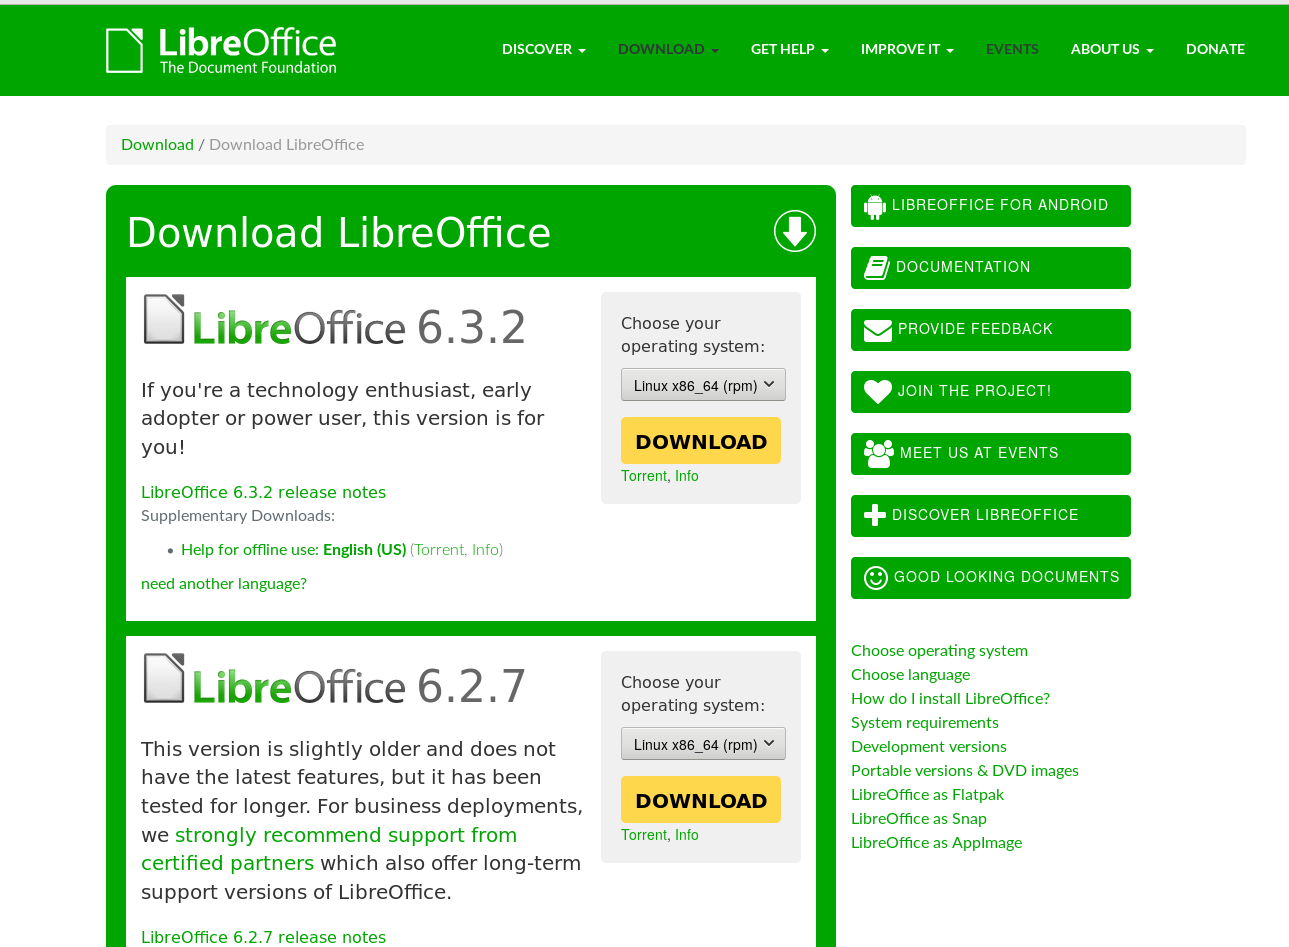 LibreOffice
The Document Foundation
DISCOVER
DOWNLOAD
GET HELP
IMPROVE IT
EVENTS
ABOUT US
DONATE
Download / Download LibreOffice
Download LibreOffice
LibreOffice 6.3.2
If you're a technology enthusiast, early
adopter or power user, this version is for
you!
LibreOffice 6.3.2 release notes
Supplementary Downloads:
• Help for offline use: English (US) (Torrent, Info)
need another language?
Choose your
operating system:
Linux x86_64 (rpm)
DOWNLOAD
Torrent, Info
LibreOffice 6.2.7
This version is slightly older and does not
have the latest features, but it has been
tested for longer. For business deployments,
we strongly recommend support from
certified partners which also offer long-term
support versions of LibreOffice.
LibreOffice 6.2.7 release notes
Choose your
operating system:
Linux x86_64 (rpm)
DOWNLOAD
Torrent, Info
LIBREOFFICE FOR ANDROID
DOCUMENTATION
PROVIDE FEEDBACK
JOIN THE PROJECT!
MEET US AT EVENTS
DISCOVER LIBREOFFICE
GOOD LOOKING DOCUMENTS
Choose operating system
Choose language
How do I install LibreOffice?
System requirements
Development versions
Portable versions & DVD images
LibreOffice as Flatpak
LibreOffice as Snap
LibreOffice as AppImage